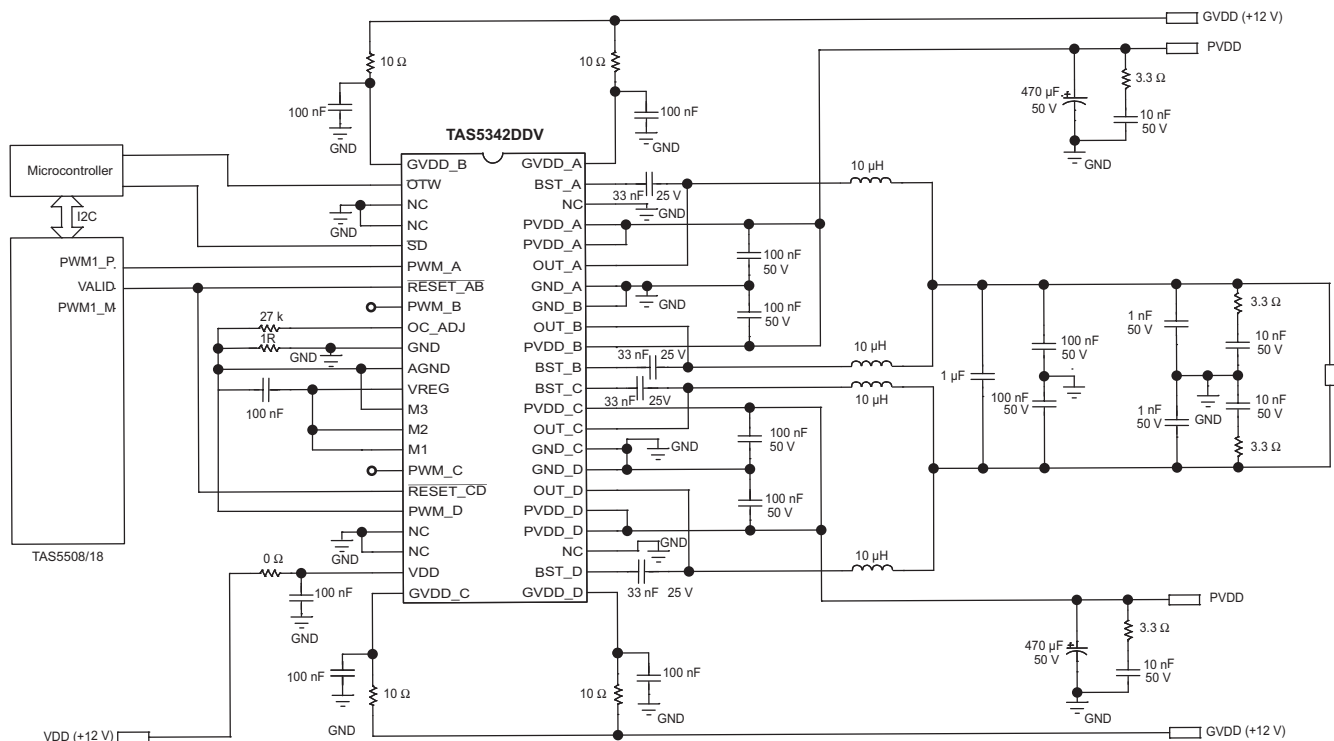 GVDD (+12 V)
PVDD
10 Ω
10 Ω
3.3 Ω
470 µF
50 V
10 nF
50 V
100 nF
100 nF
GND
GND
GND
TAS5342DDV
Microcontroller
I2C
PWM1_P
VALID
PWM1_M
TAS5508/18
GVDD_B
OTW
NC
NC
SD
PWM_A
RESET_AB
PWM_B
OC_ADJ
GND
AGND
VREG
M3
M2
M1
PWM_C
RESET_CD
PWM_D
NC
NC
VDD
GVDD_C
GVDD_A
BST_A
NC
PVDD_A
PVDD_A
OUT_A
GND_A
GND_B
OUT_B
PVDD_B
BST_B
BST_C
PVDD_C
OUT_C
GND_C
GND_D
OUT_D
PVDD_D
PVDD_D
NC
BST_D
GVDD_D
GND
27 k
1R
GND
100 nF
GND
0 Ω
100 nF
GND
33 nF 25 V
GND
100 nF
50 V
GND
100 nF
50 V
33 nF 25 V
33 nF 25V
GND
100 nF
50 V
100 nF
50 V
GND
33 nF 25 V
10 µH
10 µH
10 µH
10 µH
1 µF
100 nF
50 V
100 nF
50 V
1 nF
50 V
1 nF
50 V
GND
3.3 Ω
10 nF
50 V
10 nF
50 V
3.3 Ω
100 nF
GND
10 Ω
GND
100 nF
GND
10 Ω
PVDD
3.3 Ω
470 µF
50 V
10 nF
50 V
GND
VDD (+12 V)
GVDD (+12 V)